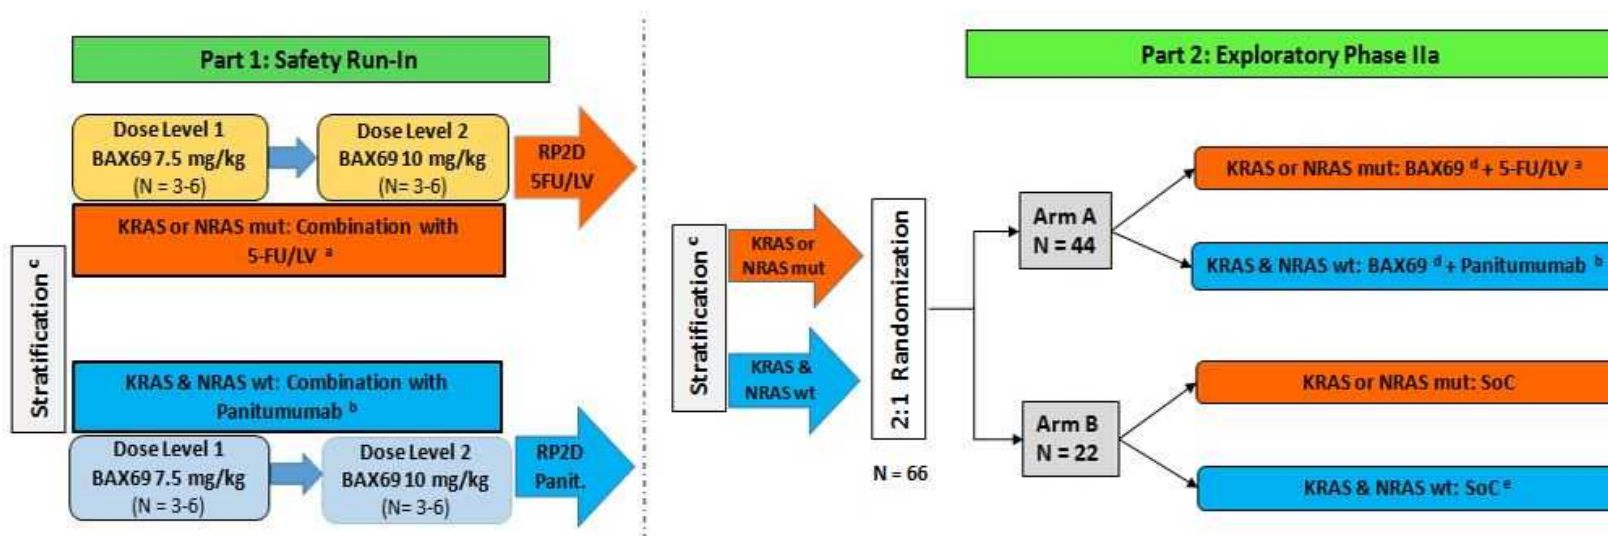 Part 1: Safety Run-In
Dose Level 1
BAX69 7.5 mg/kg
(N = 3-6)
Dose Level 2
BAX69 10 mg/kg
(N= 3-6)
RP2D
5FU/LV
KRAS or NRAS mut: Combination with
5-FU/LV a
Stratification c
KRAS & NRAS wt: Combination with
Panitumumab b
Dose Level 1
BAX69 7.5 mg/kg
(N = 3-6)
Dose Level 2
BAX69 10 mg/kg
(N= 3-6)
RP2D
Panit.
Part 2: Exploratory Phase IIa
Stratification c
KRAS or
NRAS mut
KRAS &
NRAS wt
2:1 Randomization
N = 66
Arm A
N = 44
KRAS or NRAS mut: BAX69 d + 5-FU/LV a
KRAS & NRAS wt: BAX69 d + Panitumumab b
Arm B
N = 22
KRAS or NRAS mut: SoC
KRAS & NRAS wt: SoC e